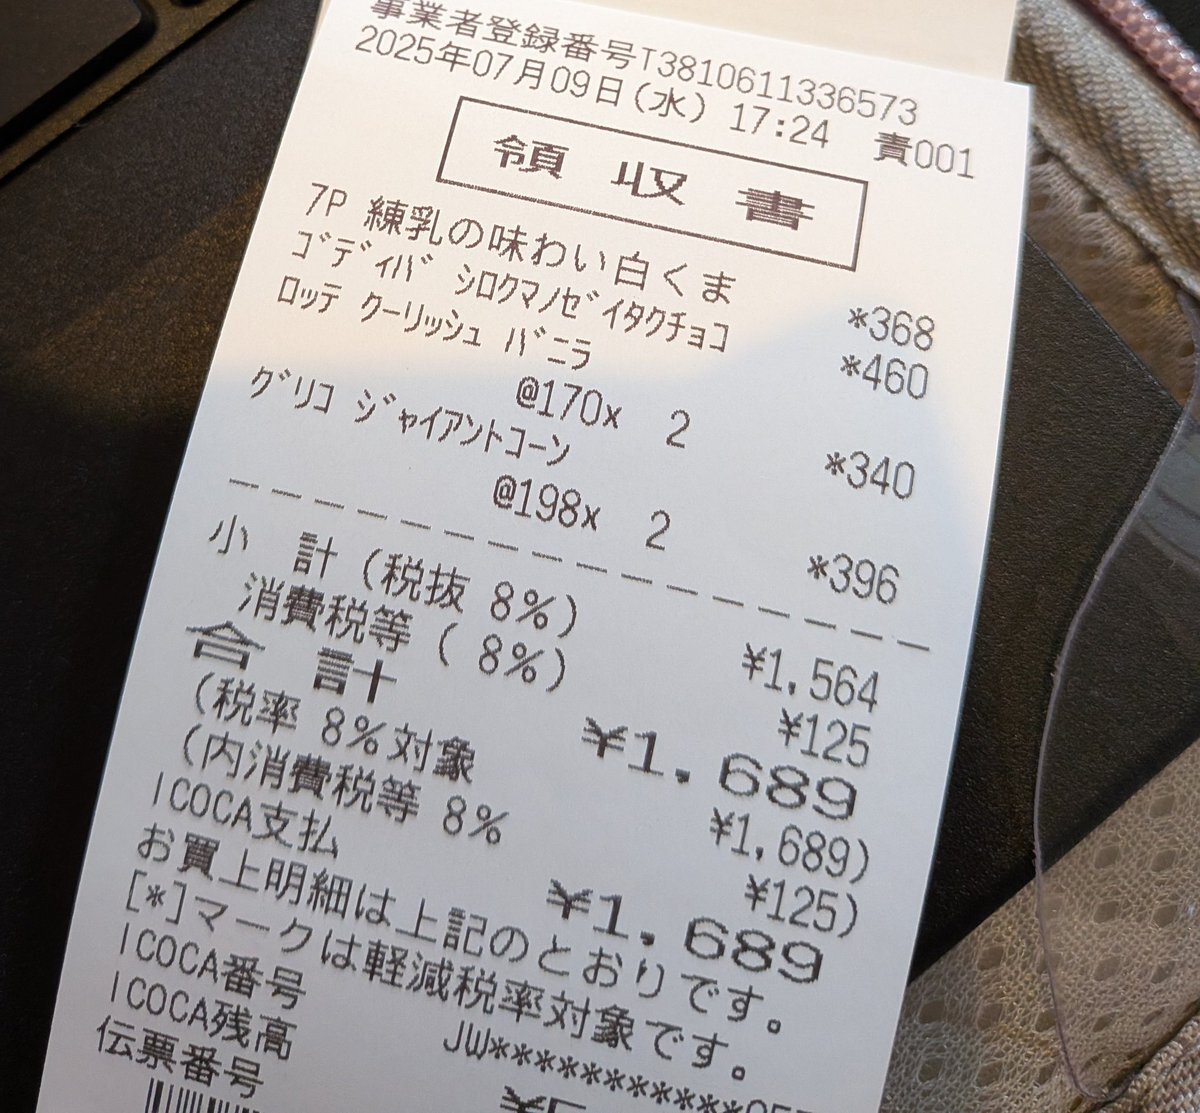 事業者登録番号T3810611336573
2025年07月09日(水) 17:24 責001
領 収 書
7P 練乳の味わい白くま *368
ｺﾞﾃﾞｨﾊﾞ ｼﾛｸﾏﾉｾﾞｲﾀｸﾁｮｺ *460
ﾛｯﾃ ｸｰﾘｯｼｭ ﾊﾞﾆﾗ
@170x 2 *340
ｸﾞﾘｺ ｼﾞｬｲｱﾝﾄｺｰﾝ
@198x 2 *396
小 計(税抜 8%) ¥1,564
消費税等( 8%) ¥125
合 計 ¥1,689
(税率 8%対象 ¥1,689)
(内消費税等 8% ¥125)
ICOCA支払 ¥1,689
お買上明細は上記のとおりです。
[*]マークは軽減税率対象です。
ICOCA番号 JW***********
ICOCA残高
伝票番号